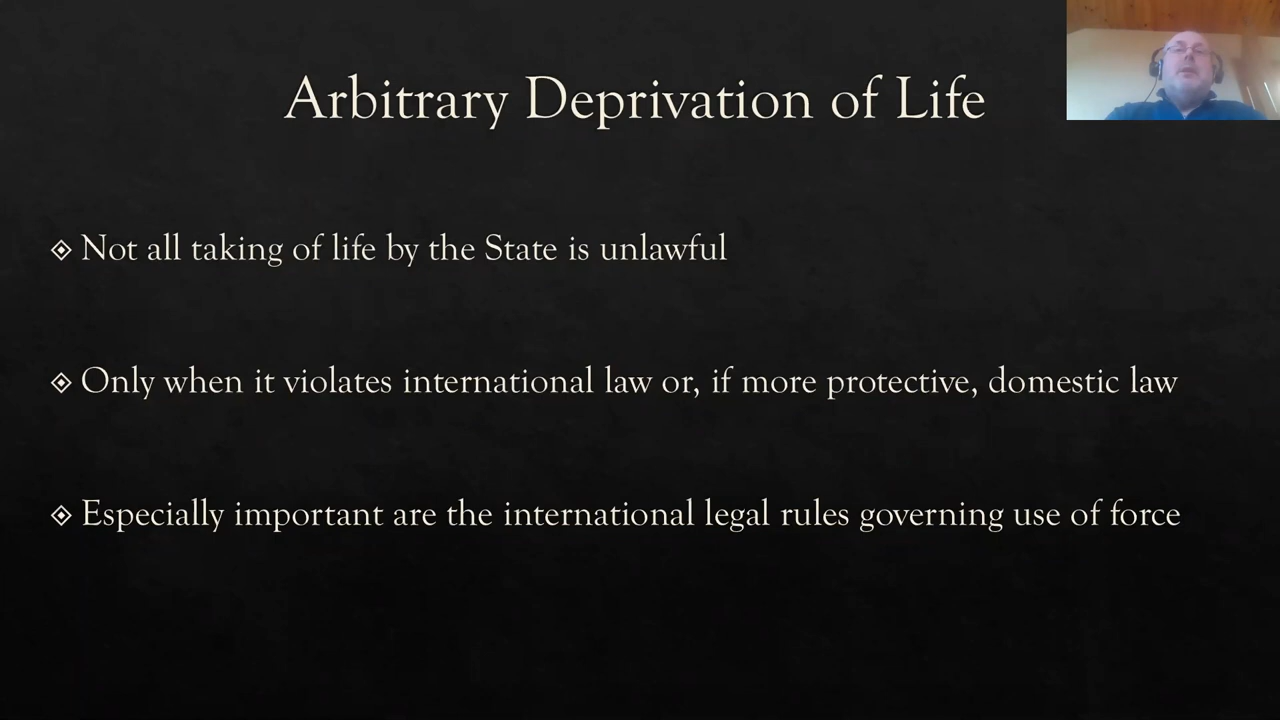 Arbitrary Deprivation of Life
Not all taking of life by the State is unlawful
Only when it violates international law or, if more protective, domestic law
Especially important are the international legal rules governing use of force